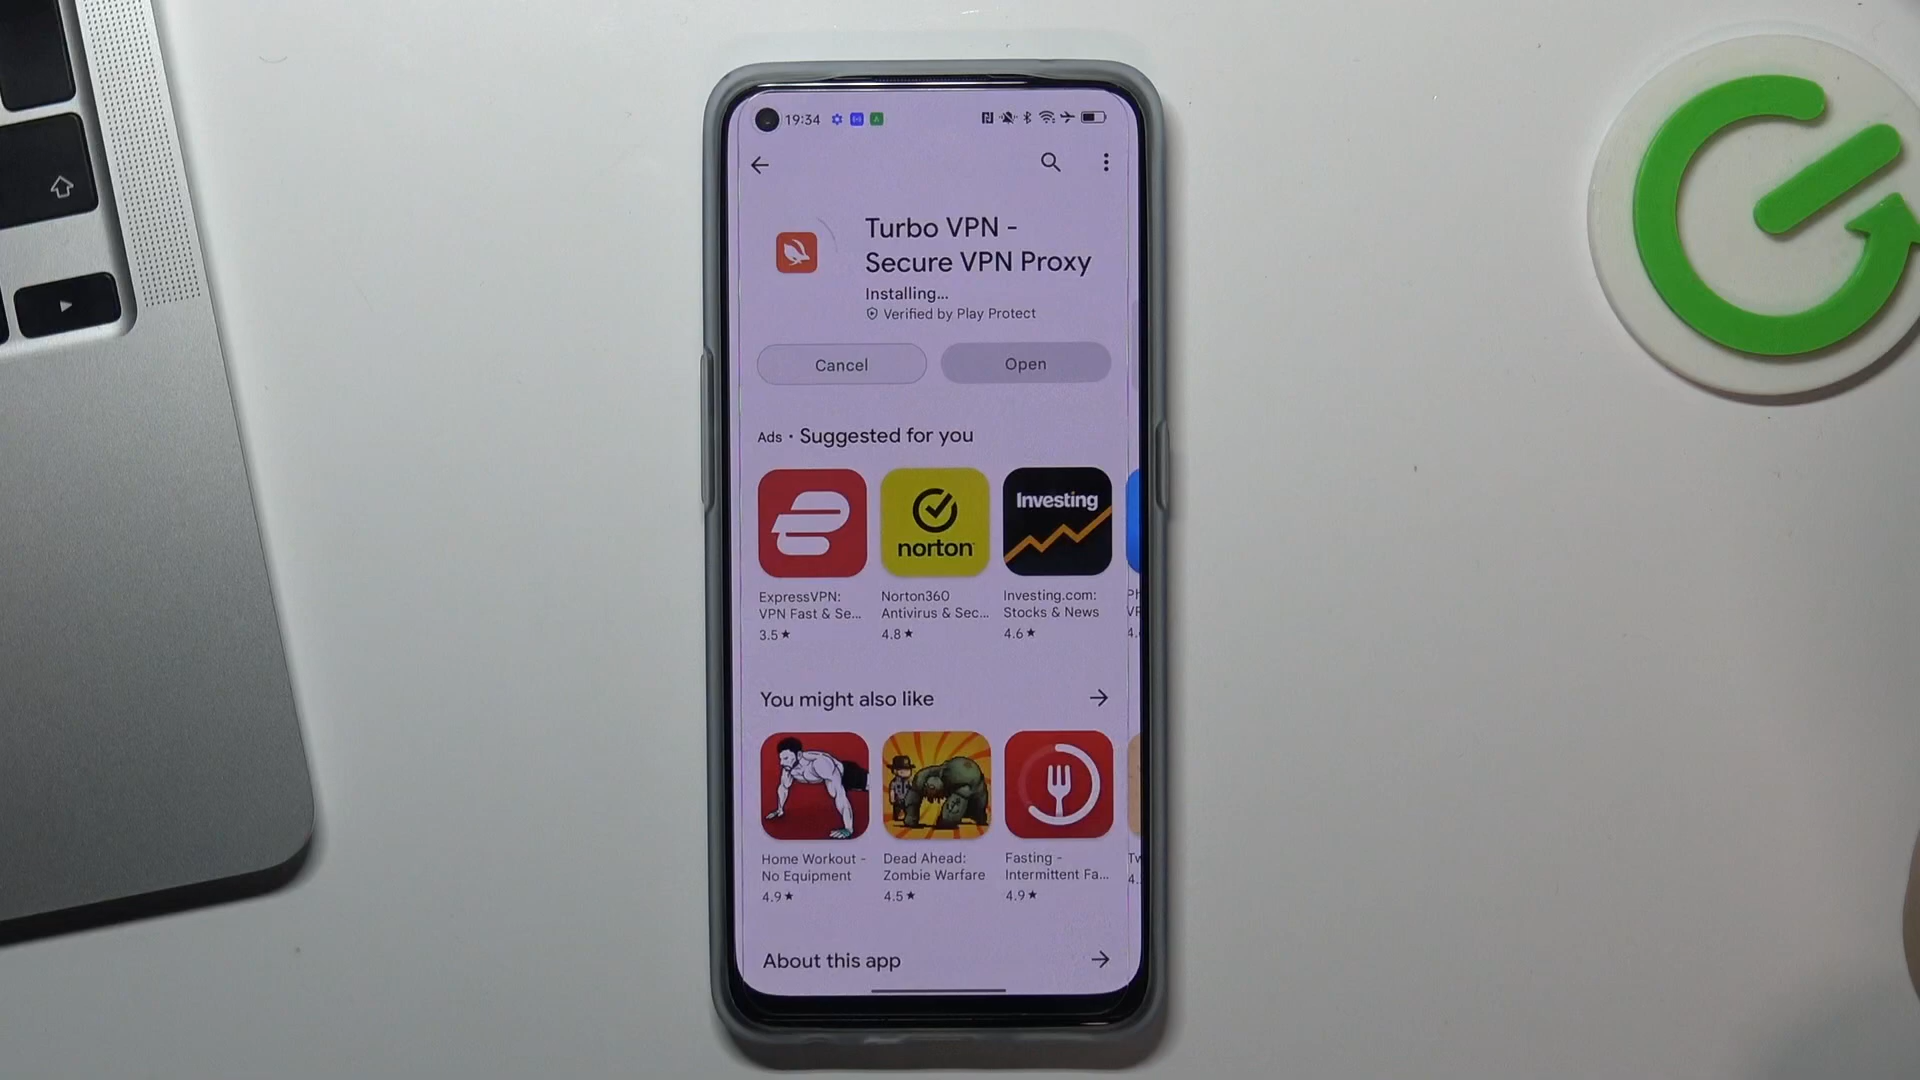 19:34
Turbo VPN -
Secure VPN Proxy
Installing...
Verified by Play Protect
Cancel
Open
Ads · Suggested for you
Investing
norton
ExpressVPN:
VPN Fast & Se...
3.5★
Norton360
Antivirus & Sec...
4.8★
Investing.com:
Stocks & News
4.6★
You might also like
Home Workout -
No Equipment
4.9★
Dead Ahead:
Zombie Warfare
4.5★
Fasting -
Intermittent Fa...
4.9★
About this app